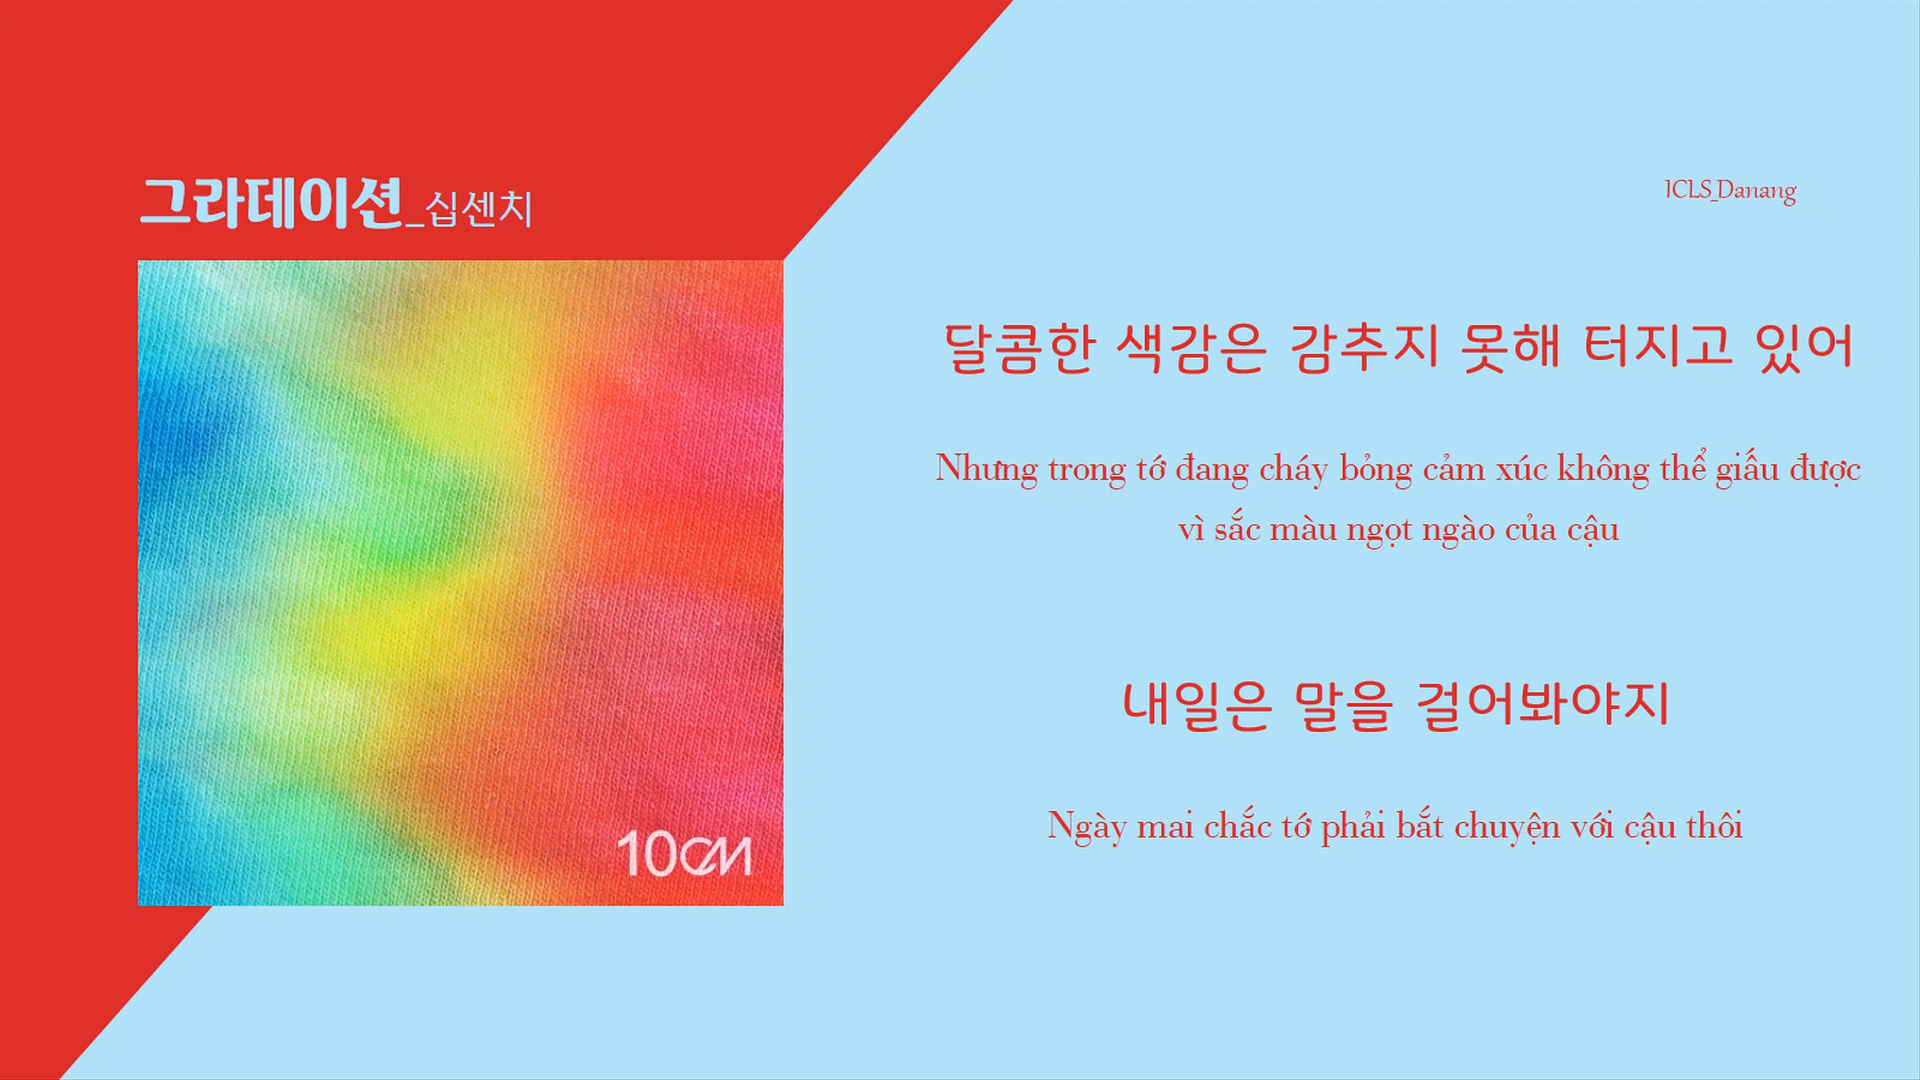 그라데이션_십센치
ICLS_Danang
달콤한 색감은 감추지 못해 터지고 있어
Nhưng trong tớ đang cháy bỏng cảm xúc không thể giấu được
vì sắc màu ngọt ngào của cậu
내일은 말을 걸어봐야지
Ngày mai chắc tớ phải bắt chuyện với cậu thôi
10CM